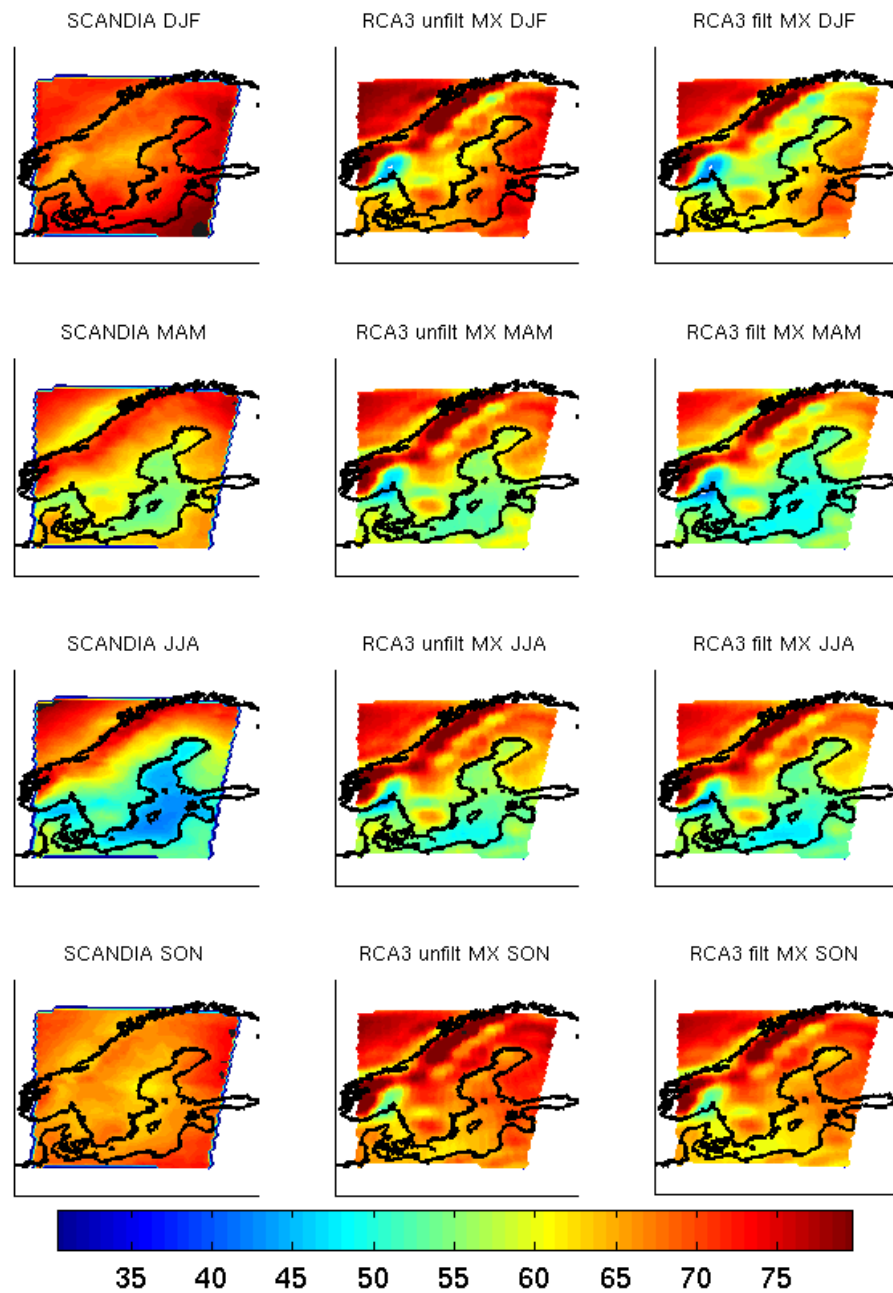 SCANDIA DJF
RCA3 unfilt MX DJF
RCA3 filt MX DJF
SCANDIA MAM
RCA3 unfilt MX MAM
RCA3 filt MX MAM
SCANDIA JJA
RCA3 unfilt MX JJA
RCA3 filt MX JJA
SCANDIA SON
RCA3 unfilt MX SON
RCA3 filt MX SON
35 40 45 50 55 60 65 70 75